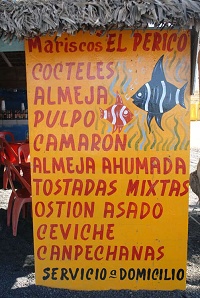 Mariscos EL PERICO
COCTELES
ALMEJA
PULPO
CAMARON
ALMEJA AHUMADA
TOSTADAS MIXTAS
OSTION ASADO
CEVICHE
CANPECHANAS
SERVICIO a DOMICILIO